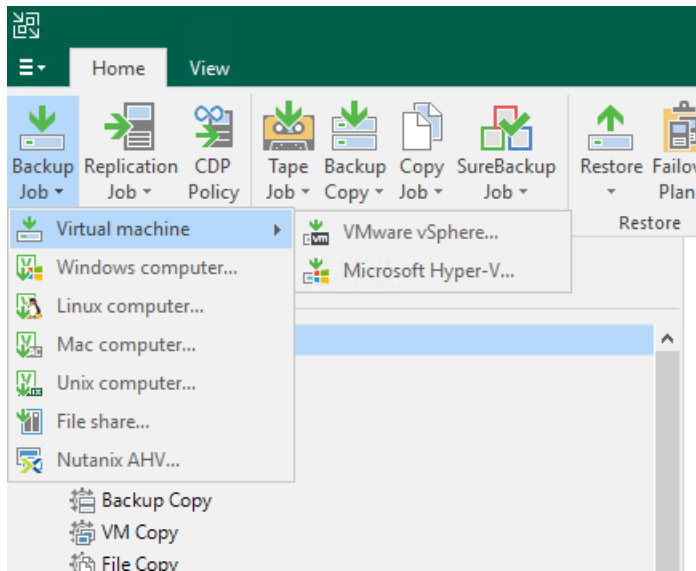 Home View
Backup Job Replication Job CDP Policy Tape Job Backup Copy Copy Job SureBackup Job Restore
Restore
Virtual machine
VMware vSphere...
Microsoft Hyper-V...
Windows computer...
Linux computer...
Mac computer...
Unix computer...
File share...
Nutanix AHV...
Backup Copy
VM Copy
File Copy